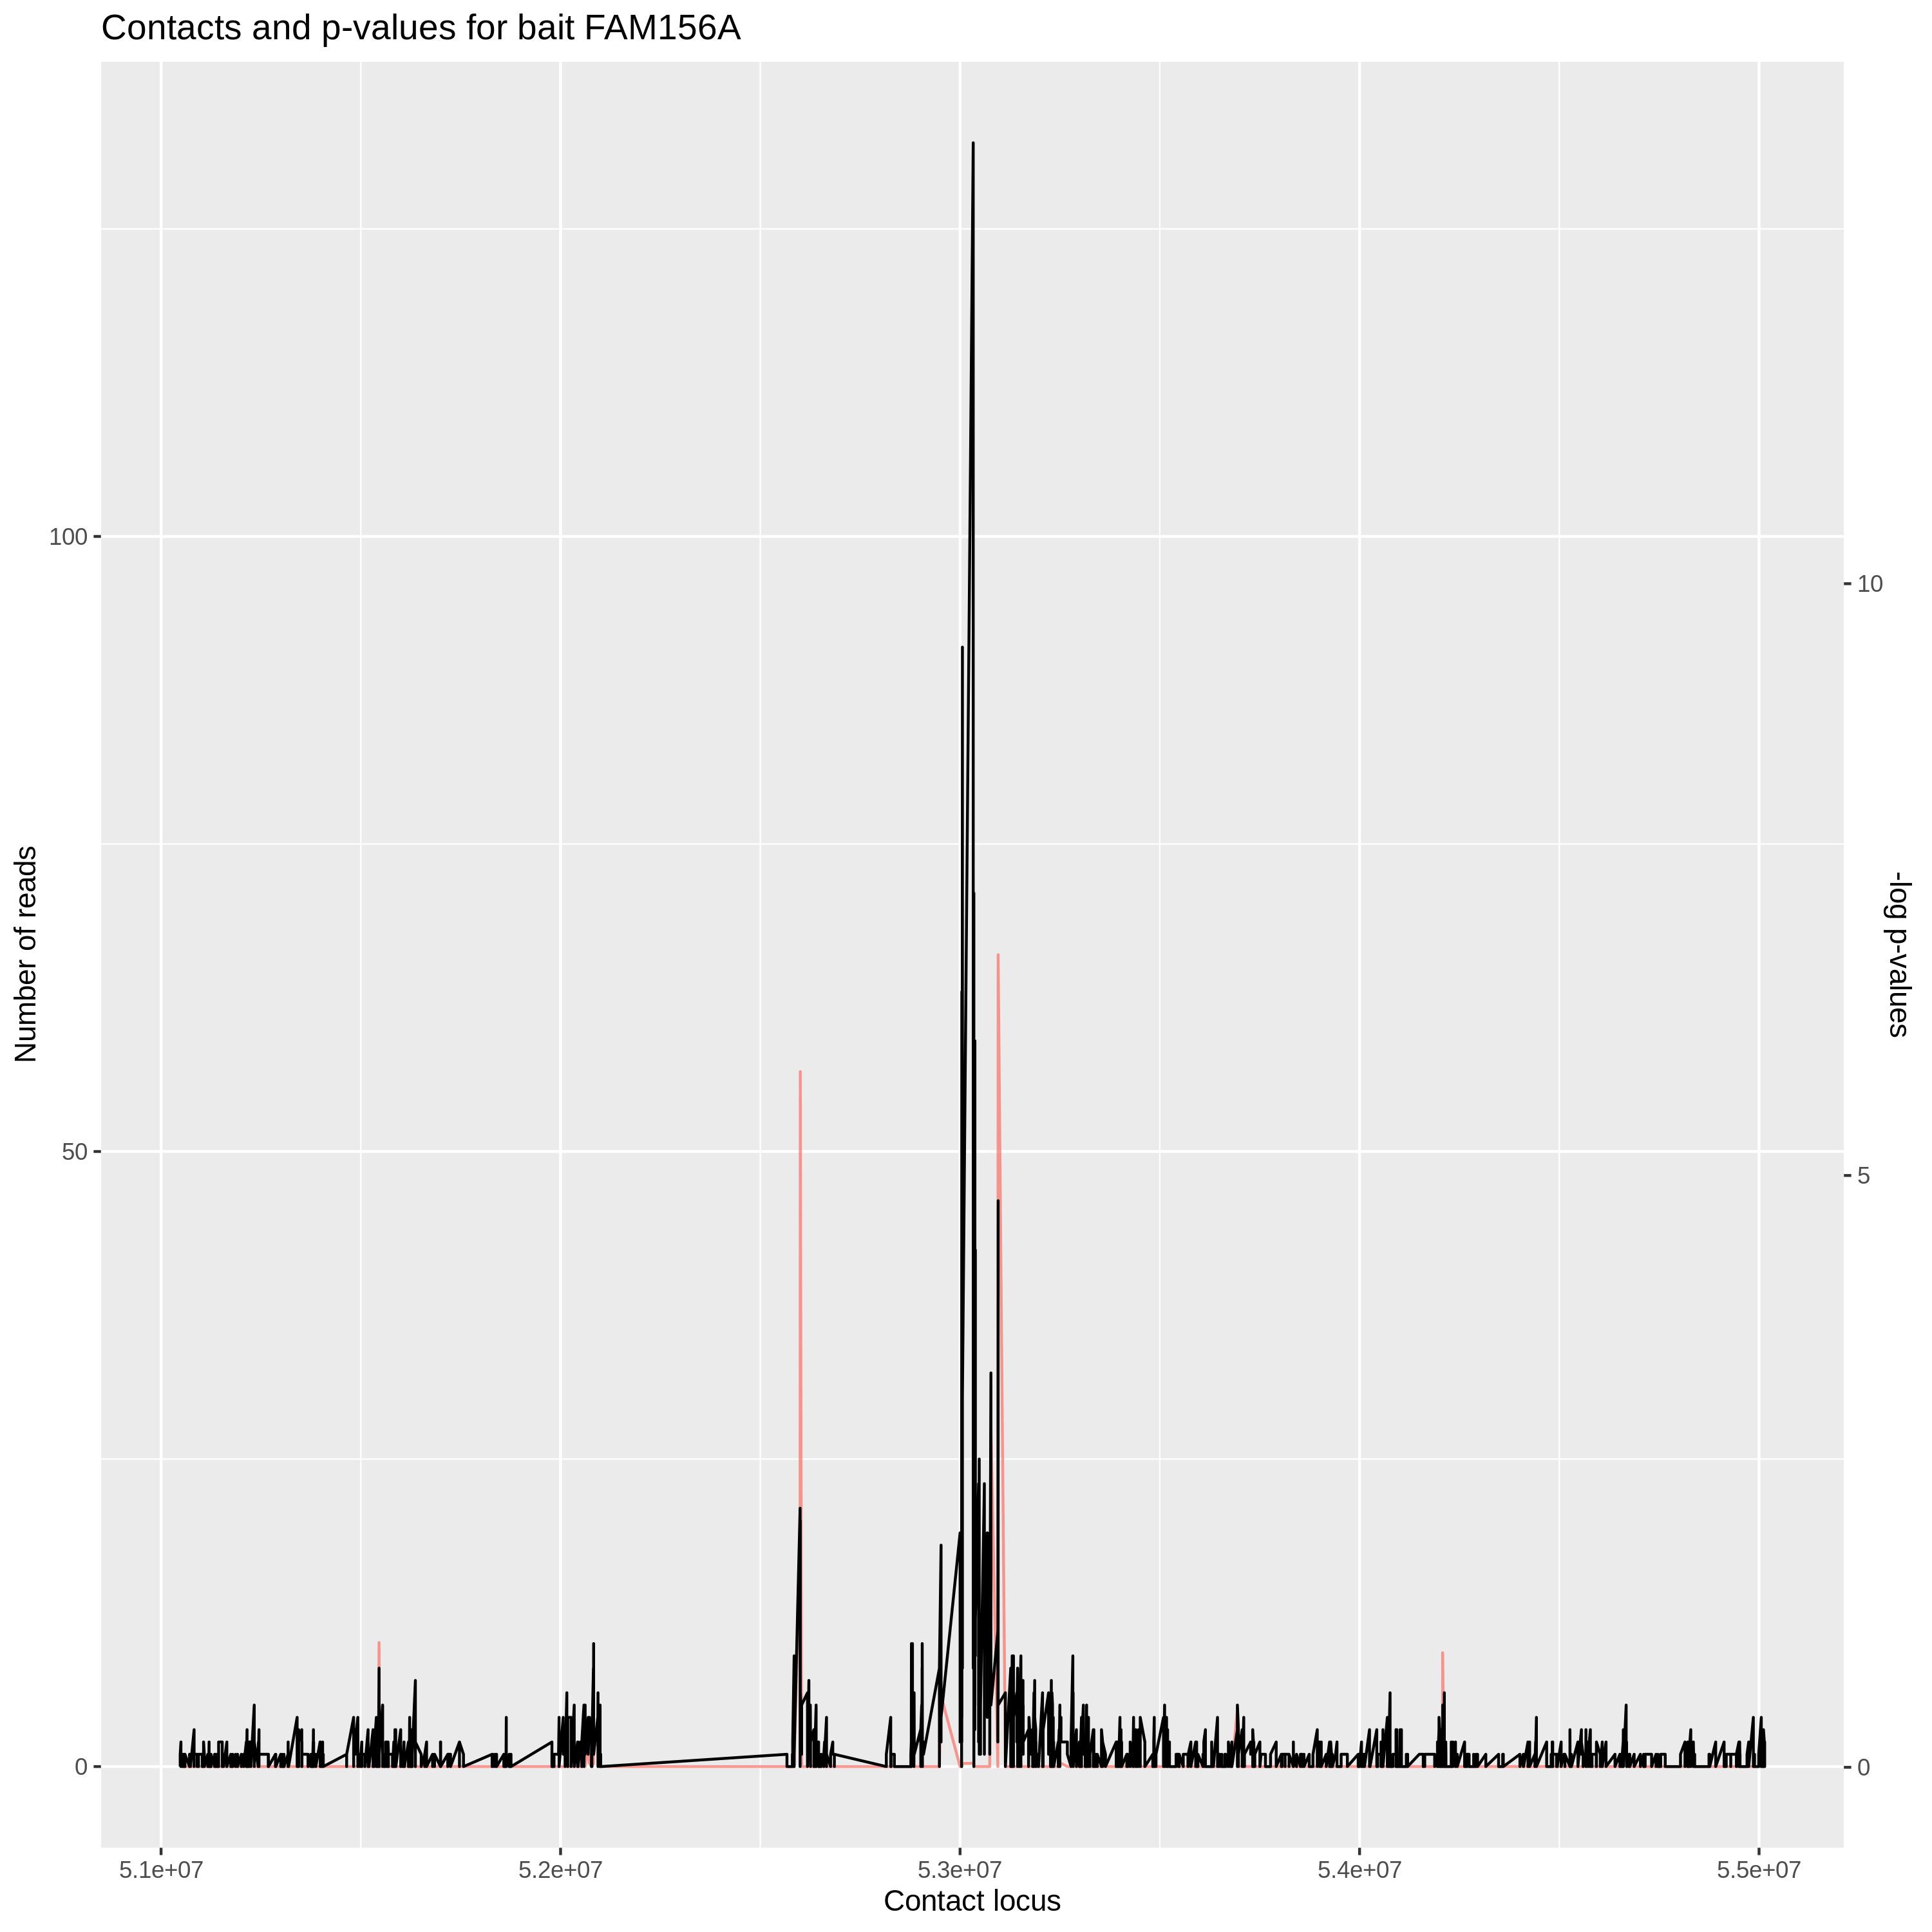 Contacts and p-values for bait FAM156A
100
50
0
Number of reads
10
5
0
-log p-values
5.1e+07
5.2e+07
5.3e+07
5.4e+07
5.5e+07
Contact locus